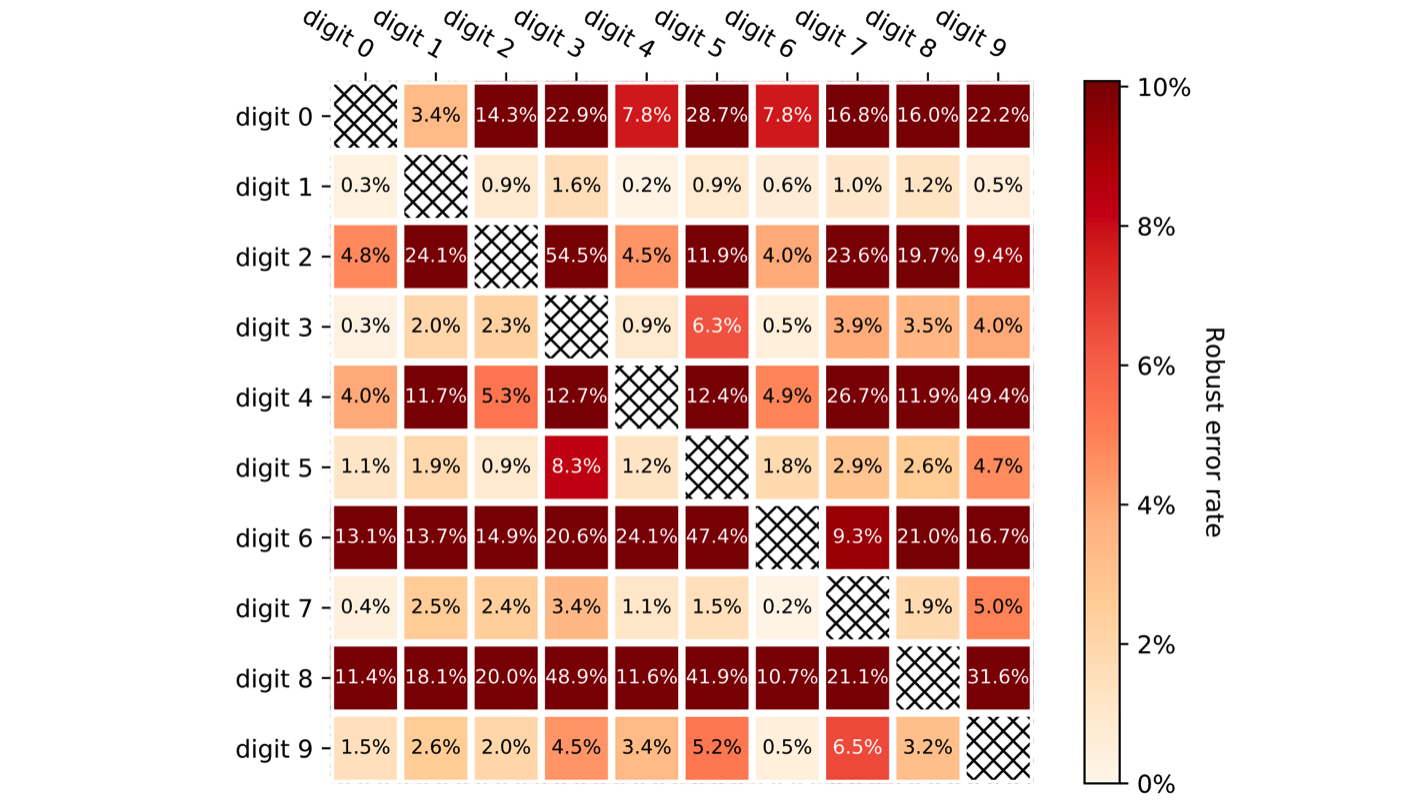 digit 0 digit 1 digit 2 digit 3 digit 4 digit 5 digit 6 digit 7 digit 8 digit 9
digit 0 3.4% 14.3% 22.9% 7.8% 28.7% 7.8% 16.8% 16.0% 22.2%
digit 1 0.3% 0.9% 1.6% 0.2% 0.9% 0.6% 1.0% 1.2% 0.5%
digit 2 4.8% 24.1% 54.5% 4.5% 11.9% 4.0% 23.6% 19.7% 9.4%
digit 3 0.3% 2.0% 2.3% 0.9% 6.3% 0.5% 3.9% 3.5% 4.0%
digit 4 4.0% 11.7% 5.3% 12.7% 12.4% 4.9% 26.7% 11.9% 49.4%
digit 5 1.1% 1.9% 0.9% 8.3% 1.2% 1.8% 2.9% 2.6% 4.7%
digit 6 13.1% 13.7% 14.9% 20.6% 24.1% 47.4% 9.3% 21.0% 16.7%
digit 7 0.4% 2.5% 2.4% 3.4% 1.1% 1.5% 0.2% 1.9% 5.0%
digit 8 11.4% 18.1% 20.0% 48.9% 11.6% 41.9% 10.7% 21.1% 31.6%
digit 9 1.5% 2.6% 2.0% 4.5% 3.4% 5.2% 0.5% 6.5% 3.2%
10%
8%
6%
4%
2%
0%
Robust error rate